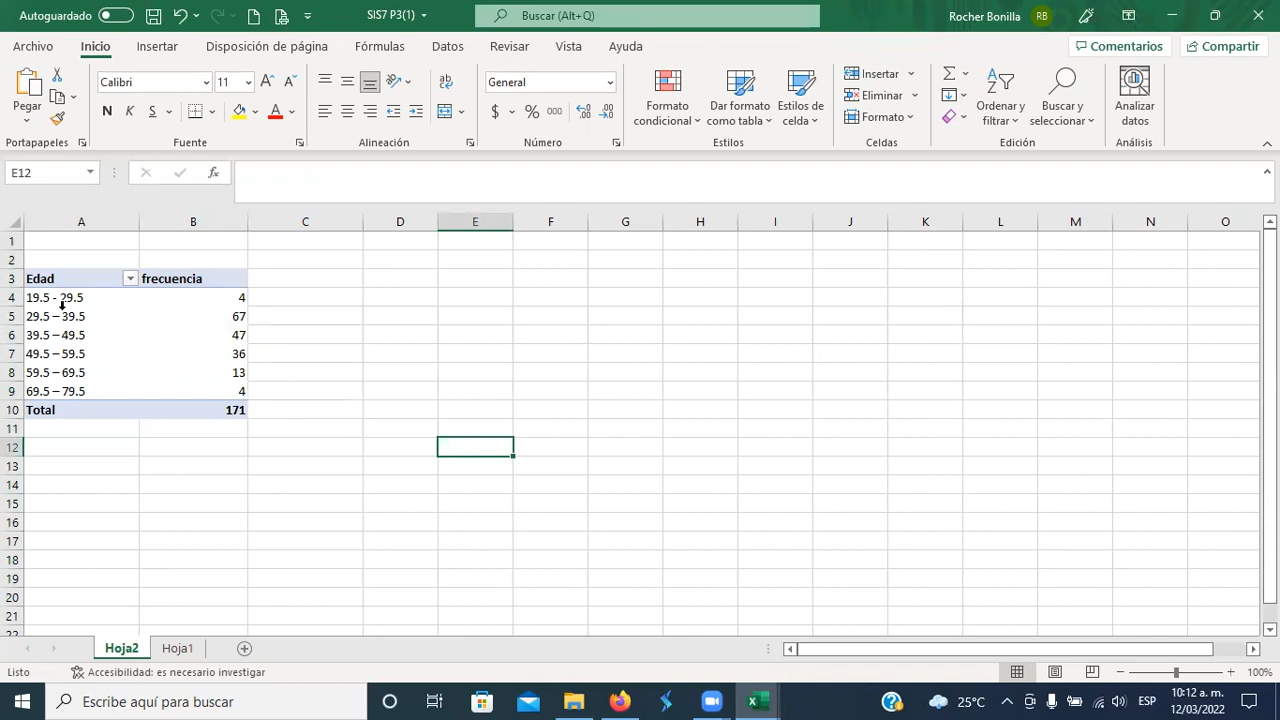 Autoguardado SIS7 P3(1) Buscar (Alt+Q) Rocher Bonilla RB
Archivo Inicio Insertar Disposición de página Fórmulas Datos Revisar Vista Ayuda Comentarios Compartir
Pegar
Calibri 11
N K S A
ab
General
$ % 000
Formato condicional
Dar formato como tabla
Estilos de celda
Insertar
Eliminar
Formato
Ordenar y filtrar
Buscar y seleccionar
Analizar datos
Portapapeles Fuente Alineación Número Estilos Celdas Edición Análisis
E12 fx
A B C D E F G H I J K L M N O
1
2
3 Edad frecuencia
4 19.5 - 29.5 4
5 29.5 – 39.5 67
6 39.5 – 49.5 47
7 49.5 – 59.5 36
8 59.5 – 69.5 13
9 69.5 – 79.5 4
10 Total 171
11
12
13
14
15
16
17
18
19
20
21
22
Hoja2 Hoja1
Listo Accesibilidad: es necesario investigar 100%
Escribe aquí para buscar 25°C ESP 10:12 a. m.
12/03/2022